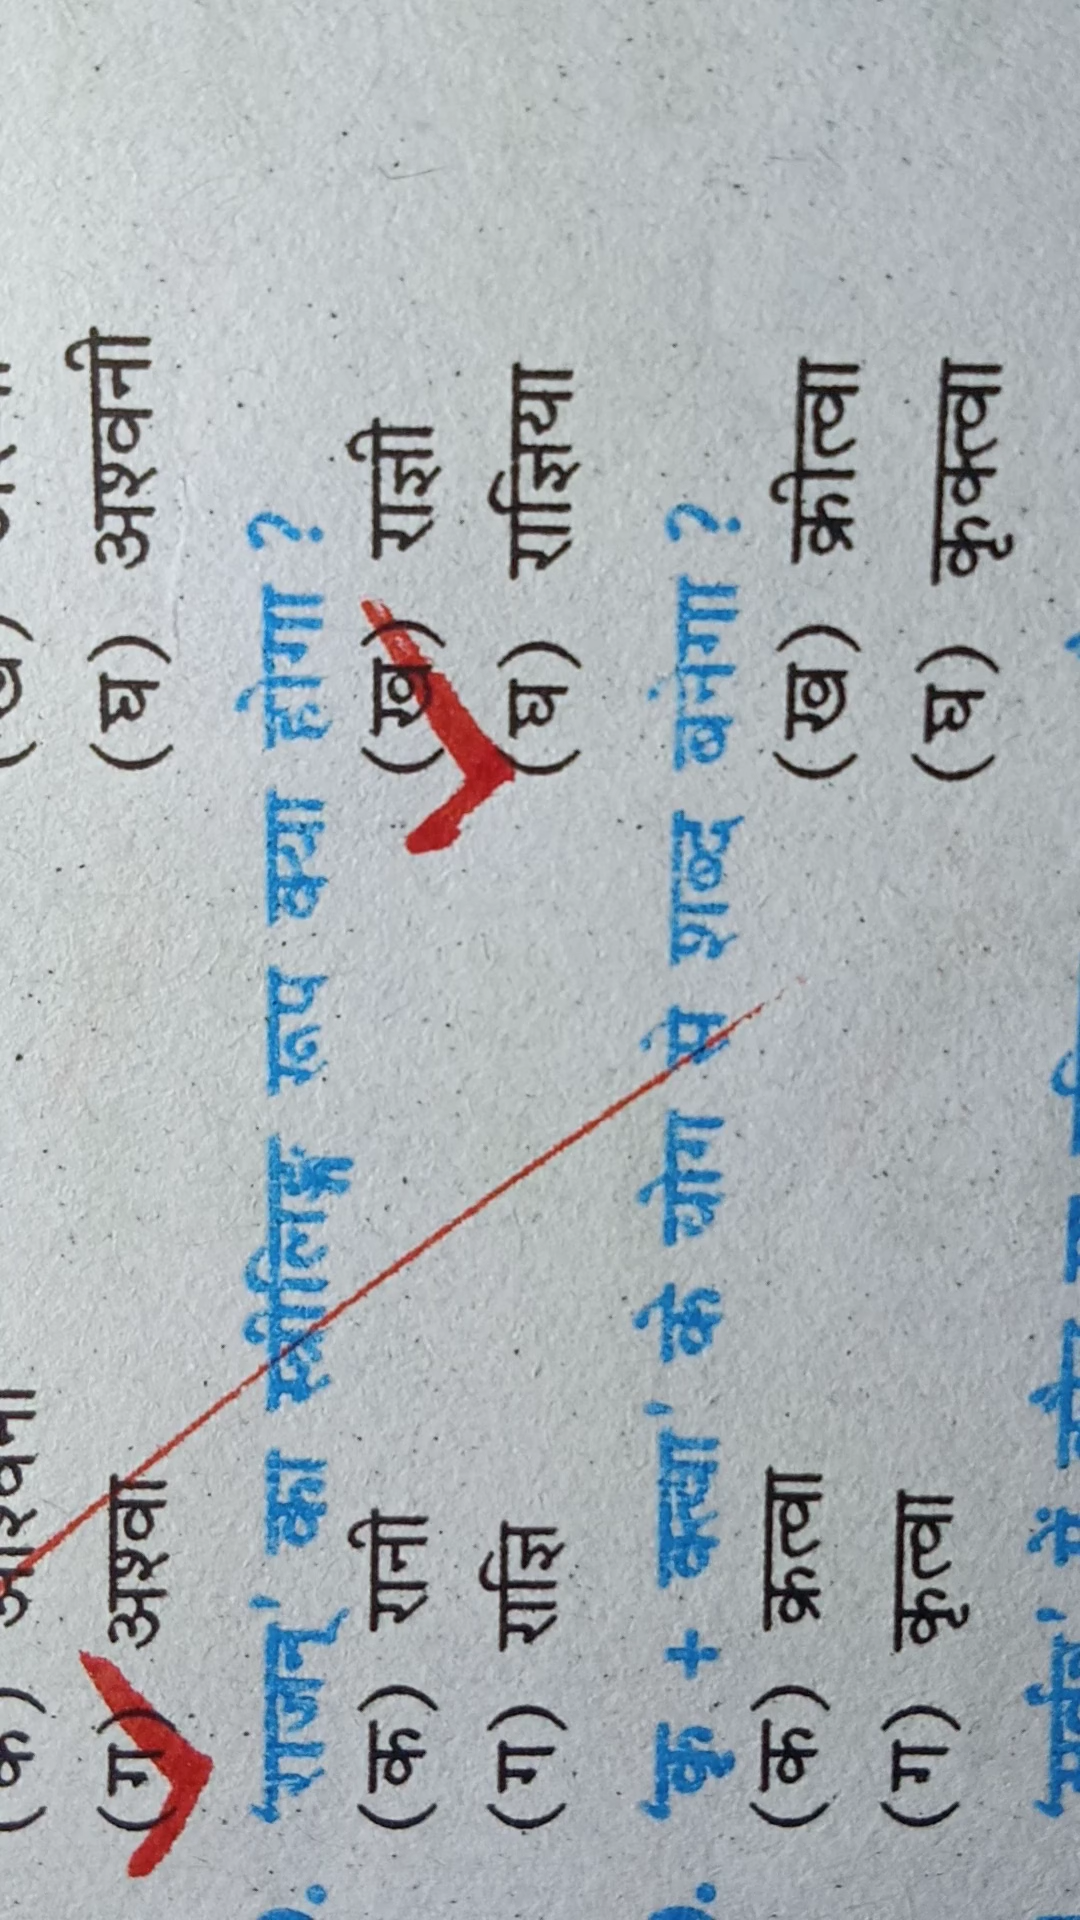 (घ) अश्वनी
(ग) अश्वा
'राजन्' का स्त्रीलिङ्ग रूप क्या होगा ?
(क) रानी (ख) राज्ञी
(ग) राज्ञि (घ) राज्ञिया
'कृ + क्त्वा' के योग से शब्द बनेगा ?
(क) क्रत्वा (ख) क्रीत्वा
(ग) कृत्वा (घ) कृक्त्वा